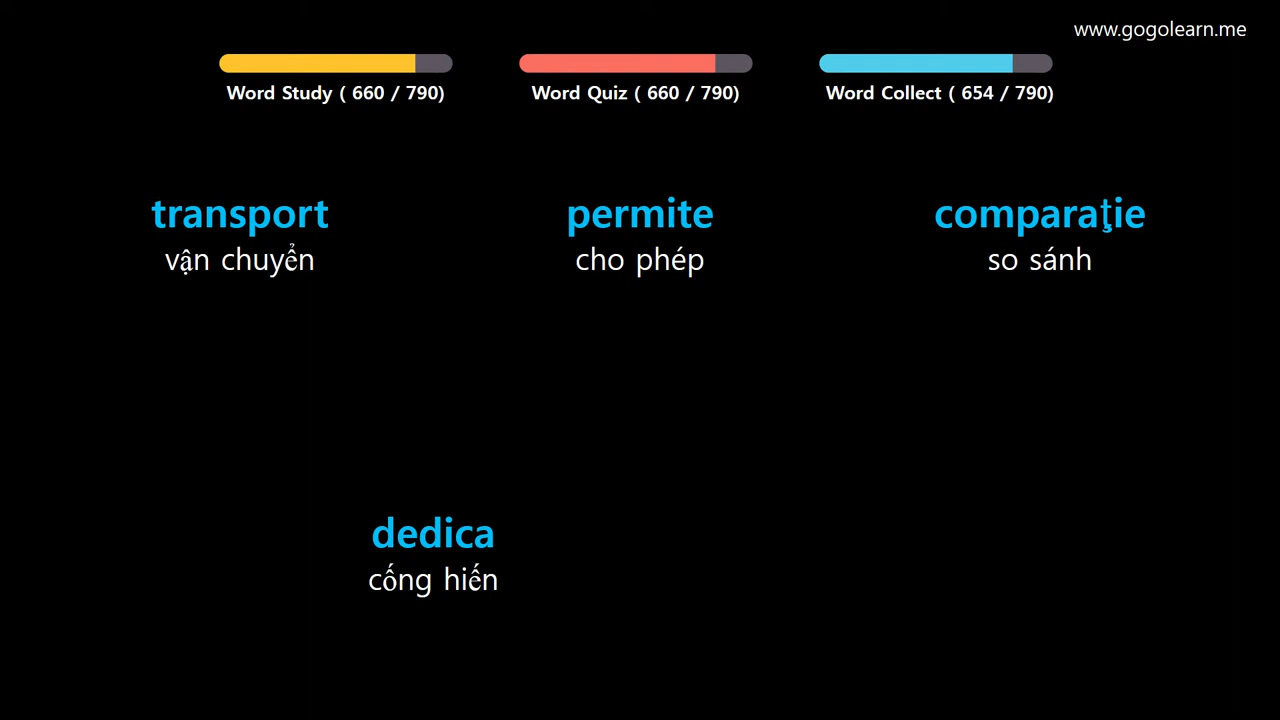 www.gogolearn.me
Word Study ( 660 / 790)
Word Quiz ( 660 / 790)
Word Collect ( 654 / 790)
transport
vận chuyển
permite
cho phép
comparaţie
so sánh
dedica
cống hiến